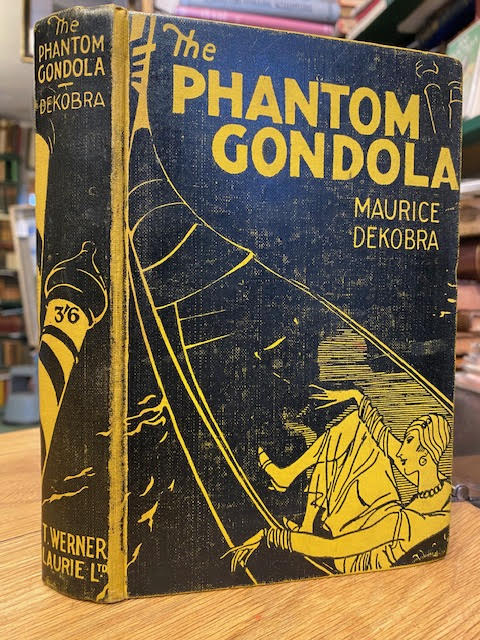 The
PHANTOM
GONDOLA
DEKOBRA
3/6
T. WERNER
LAURIE LTD
The
PHANTOM
GONDOLA
MAURICE
DEKOBRA